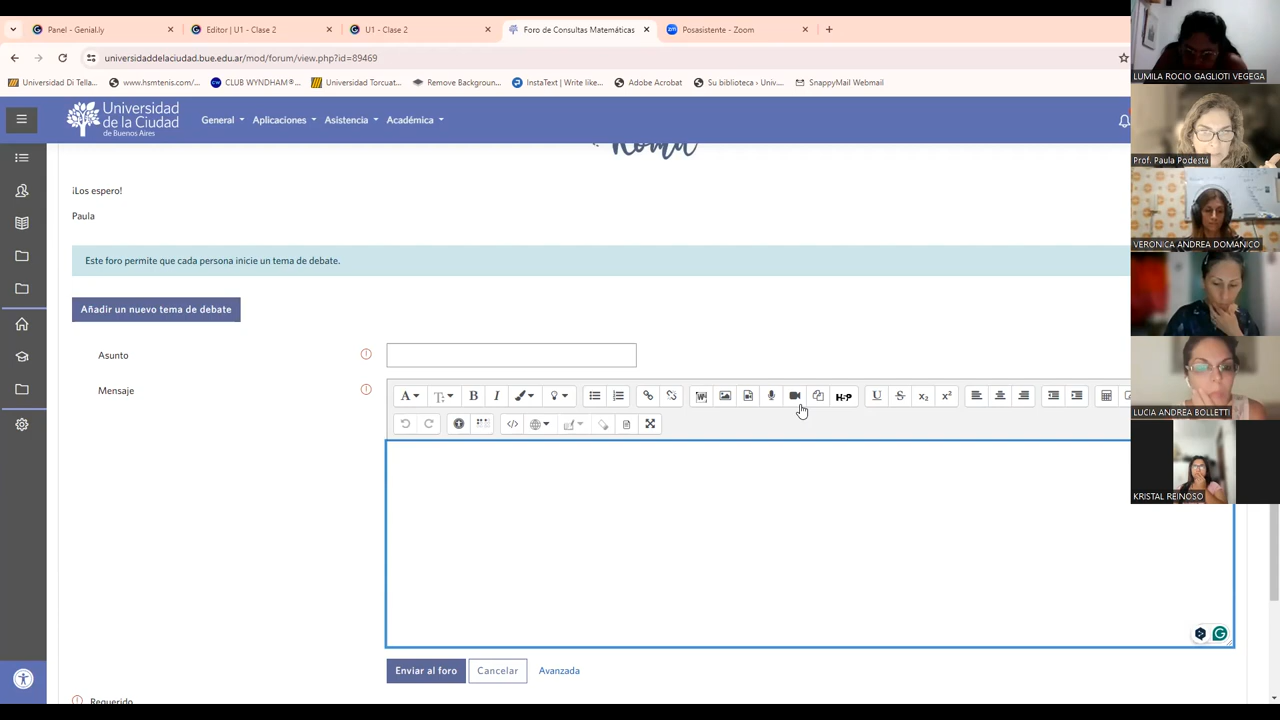 Panel - Genial.ly
Editor | U1 - Clase 2
U1 - Clase 2
Foro de Consultas Matemáticas
Posasistente - Zoom
universidaddelaciudad.bue.edu.ar/mod/forum/view.php?id=89469
Universidad Di Tella...
www.hsmtenis.com/...
CLUB WYNDHAM®...
Universidad Torcuat...
Remove Backgroun...
InstaText | Write like...
Adobe Acrobat
Su biblioteca › Univ....
SnappyMail Webmail
Universidad
de la Ciudad
de Buenos Aires
General
Aplicaciones
Asistencia
Académica
Roma
¡Los espero!
Paula
Este foro permite que cada persona inicie un tema de debate.
Añadir un nuevo tema de debate
Asunto
Mensaje
H5P
Enviar al foro
Cancelar
Avanzada
Requerido
LUMILA ROCIO GAGLIOTI VEGEGA
Prof. Paula Podestá
VERONICA ANDREA DOMANICO
LUCIA ANDREA BOLLETTI
KRISTAL REINOSO